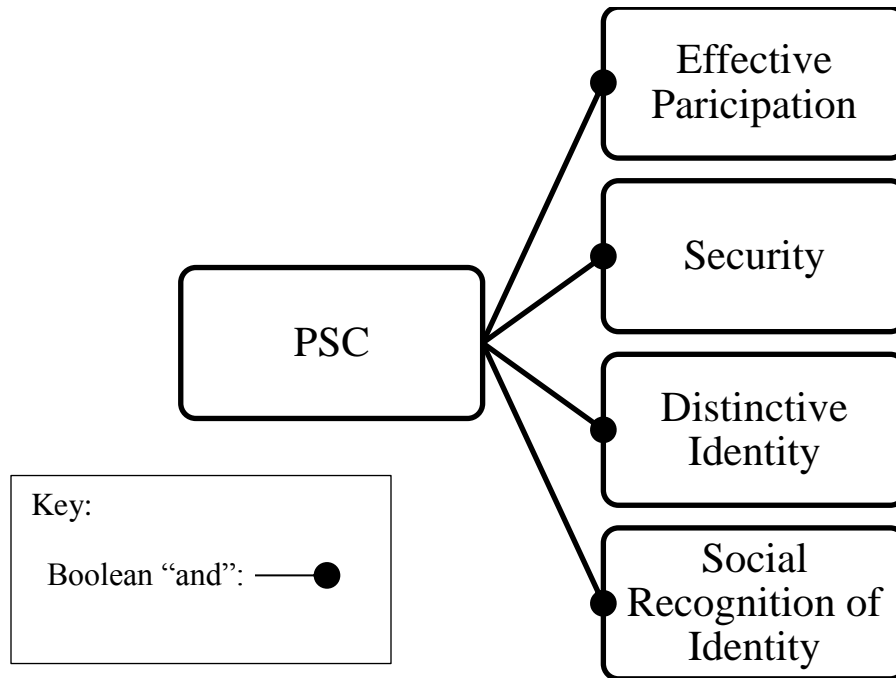 Effective
Paricipation
Security
PSC
Distinctive
Identity
Key:
Boolean “and”:
Social
Recognition of
Identity